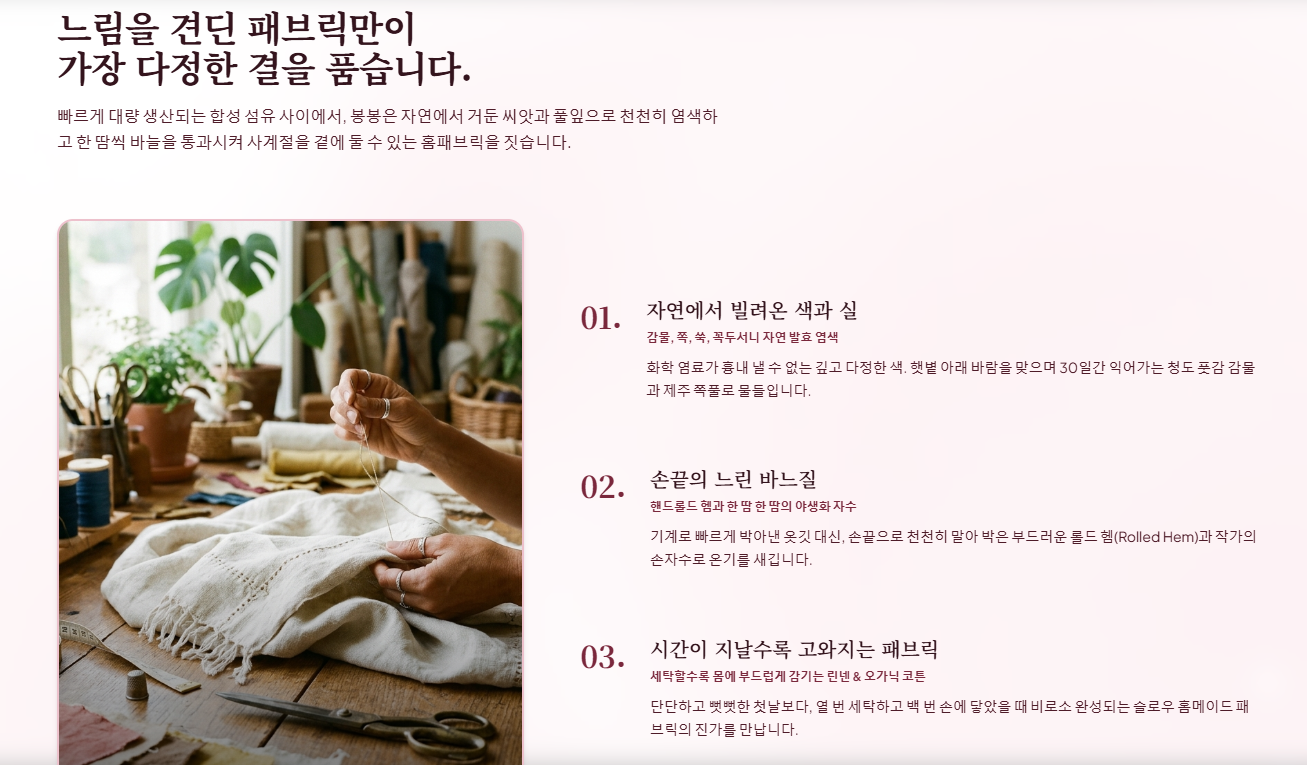 느림을 견딘 패브릭만이
가장 다정한 결을 품습니다.
빠르게 대량 생산되는 합성 섬유 사이에서, 봉봉은 자연에서 거둔 씨앗과 풀잎으로 천천히 염색하
고 한 땀씩 바늘을 통과시켜 사계절을 곁에 둘 수 있는 홈패브릭을 짓습니다.
01.
자연에서 빌려온 색과 실
감물, 쪽, 쑥, 꼭두서니 자연 발효 염색
화학 염료가 흉내 낼 수 없는 깊고 다정한 색. 햇볕 아래 바람을 맞으며 30일간 익어가는 청도 풋감 감물
과 제주 쪽풀로 물들입니다.
02.
손끝의 느린 바느질
핸드롤드 헴과 한 땀 한 땀의 야생화 자수
기계로 빠르게 박아낸 옷깃 대신, 손끝으로 천천히 말아 박은 부드러운 롤드 헴(Rolled Hem)과 작가의
손자수로 온기를 새깁니다.
03.
시간이 지날수록 고와지는 패브릭
세탁할수록 몸에 부드럽게 감기는 린넨 & 오가닉 코튼
단단하고 뻣뻣한 첫날보다, 열 번 세탁하고 백 번 손에 닿았을 때 비로소 완성되는 슬로우 홈메이드 패
브릭의 진가를 만납니다.